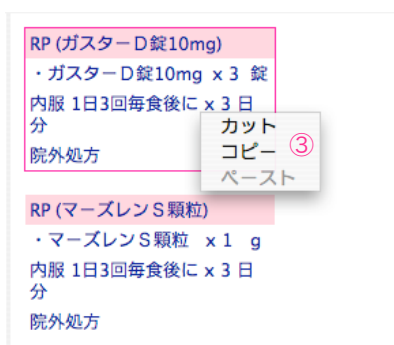 RP (ガスターD錠10mg)
・ガスターD錠10mg x 3 錠
内服 1日3回毎食後に x 3 日
分
院外処方
カット
コピー ③
ペースト
RP (マーズレンS顆粒)
・マーズレンS顆粒 x 1 g
内服 1日3回毎食後に x 3 日
分
院外処方